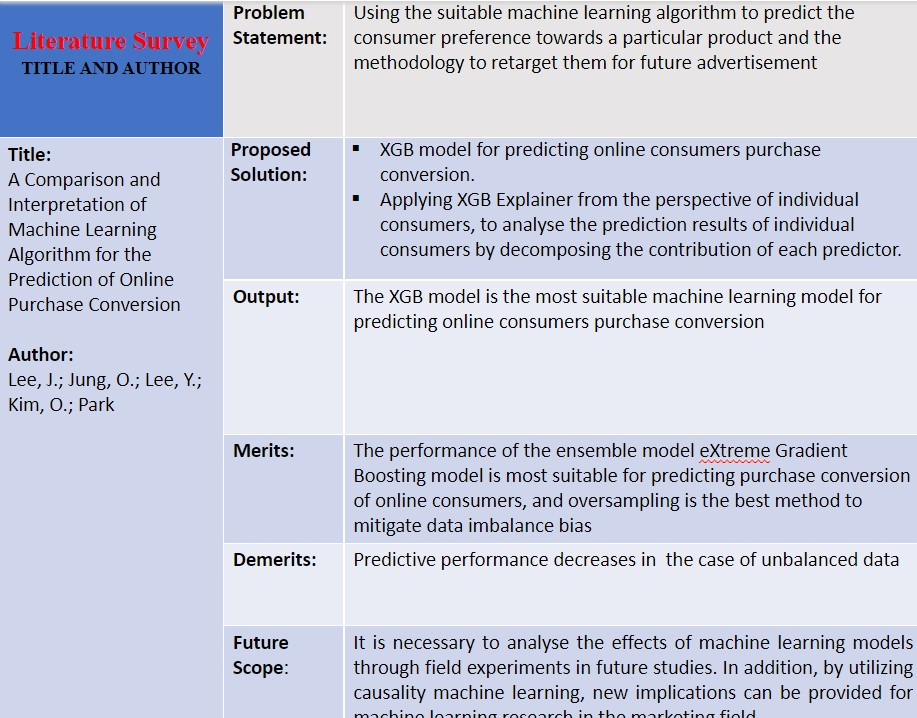 Literature Survey
TITLE AND AUTHOR
Problem
Statement:
Using the suitable machine learning algorithm to predict the
consumer preference towards a particular product and the
methodology to retarget them for future advertisement
Title:
A Comparison and
Interpretation of
Machine Learning
Algorithm for the
Prediction of Online
Purchase Conversion
Author:
Lee, J.; Jung, O.; Lee, Y.;
Kim, O.; Park
Proposed
Solution:
▪ XGB model for predicting online consumers purchase
conversion.
▪ Applying XGB Explainer from the perspective of individual
consumers, to analyse the prediction results of individual
consumers by decomposing the contribution of each predictor.
Output:
The XGB model is the most suitable machine learning model for
predicting online consumers purchase conversion
Merits:
The performance of the ensemble model eXtreme Gradient
Boosting model is most suitable for predicting purchase conversion
of online consumers, and oversampling is the best method to
mitigate data imbalance bias
Demerits:
Predictive performance decreases in  the case of unbalanced data
Future
Scope:
It is necessary to analyse the effects of machine learning models
through field experiments in future studies. In addition, by utilizing
causality machine learning, new implications can be provided for
machine learning research in the marketing field